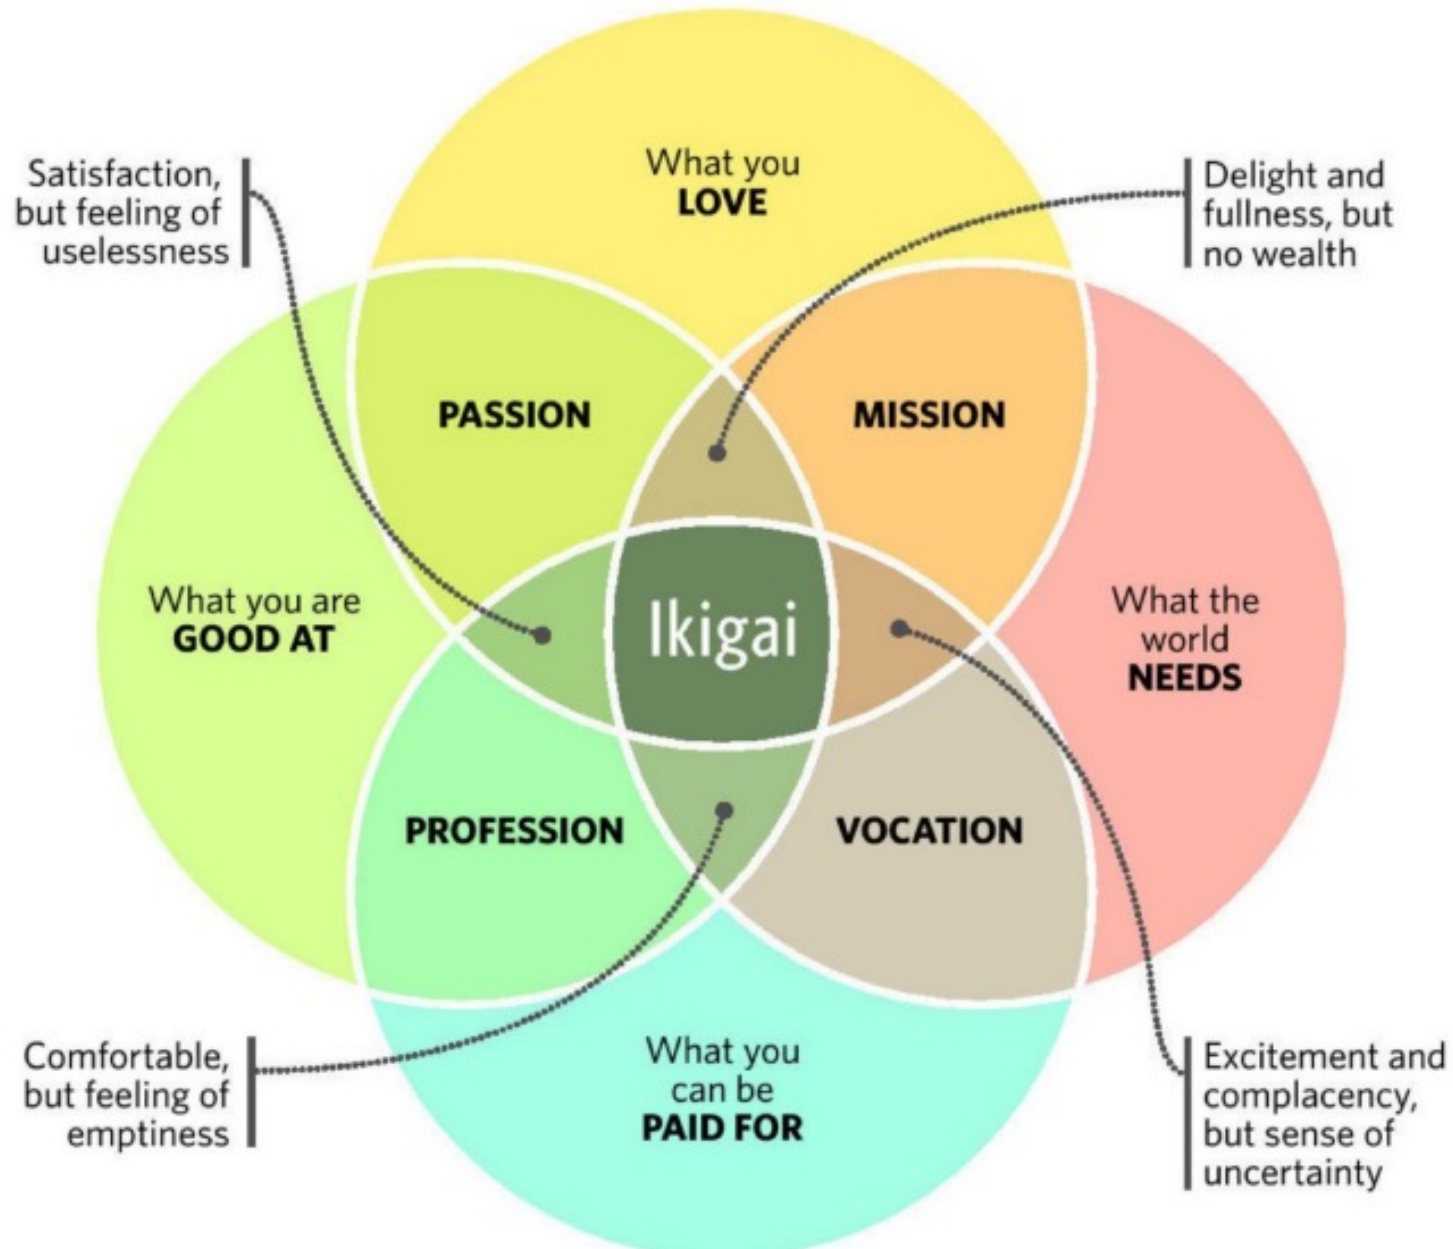 What you
LOVE
Satisfaction,
but feeling of
uselessness
Delight and
fullness, but
no wealth
PASSION
MISSION
What you are
GOOD AT
Ikigai
What the
world
NEEDS
PROFESSION
VOCATION
Comfortable,
but feeling of
emptiness
What you
can be
PAID FOR
Excitement and
complacency,
but sense of
uncertainty